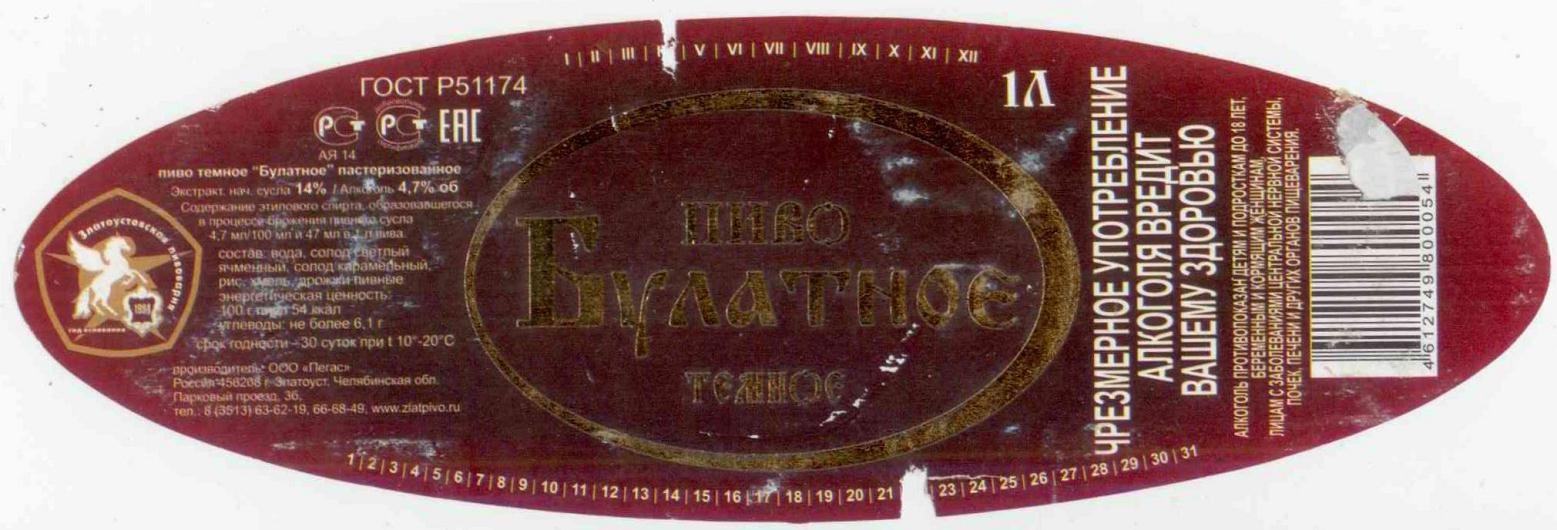 I | II | III | V | VI | VII | VIII | IX | X | XI | XII
ГОСТ Р51174
РСТ
добровольная
РСТ
сертификация
ЕАС
АЯ 14
пиво темное "Булатное" пастеризованное
Экстракт. нач. сусла 14% / Алкоголь 4,7% об
Содержание этилового спирта, образовавшегося
в процессе брожения пивного сусла
4,7 мл/100 мл и 47 мл в 1 л пива.
состав: вода, солод светлый
ячменный, солод карамельный,
рис, хмель, дрожжи пивные
энергетическая ценность:
100 г пива 54 ккал
углеводы: не более 6,1 г
срок годности – 30 суток при t 10°-20°С
производитель: ООО «Пегас»
Россия 456208 г. Златоуст, Челябинская обл.
Парковый проезд, 3б,
тел.: 8 (3513) 63-62-19, 66-68-49, www.zlatpivo.ru
Златоустовская пивоварня
год основания
ПИВО
БУЛАТНОЕ
ТЕМНОЕ
1Л
ЧРЕЗМЕРНОЕ УПОТРЕБЛЕНИЕ
АЛКОГОЛЯ ВРЕДИТ
ВАШЕМУ ЗДОРОВЬЮ
АЛКОГОЛЬ ПРОТИВОПОКАЗАН ДЕТЯМ И ПОДРОСТКАМ ДО 18 ЛЕТ,
БЕРЕМЕННЫМ И КОРМЯЩИМ ЖЕНЩИНАМ,
ЛИЦАМ С ЗАБОЛЕВАНИЯМИ ЦЕНТРАЛЬНОЙ НЕРВНОЙ СИСТЕМЫ,
ПОЧЕК, ПЕЧЕНИ И ДРУГИХ ОРГАНОВ ПИЩЕВАРЕНИЯ.
4 612749 800054
1 | 2 | 3 | 4 | 5 | 6 | 7 | 8 | 9 | 10 | 11 | 12 | 13 | 14 | 15 | 16 | 17 | 18 | 19 | 20 | 21 | 23 | 24 | 25 | 26 | 27 | 28 | 29 | 30 | 31